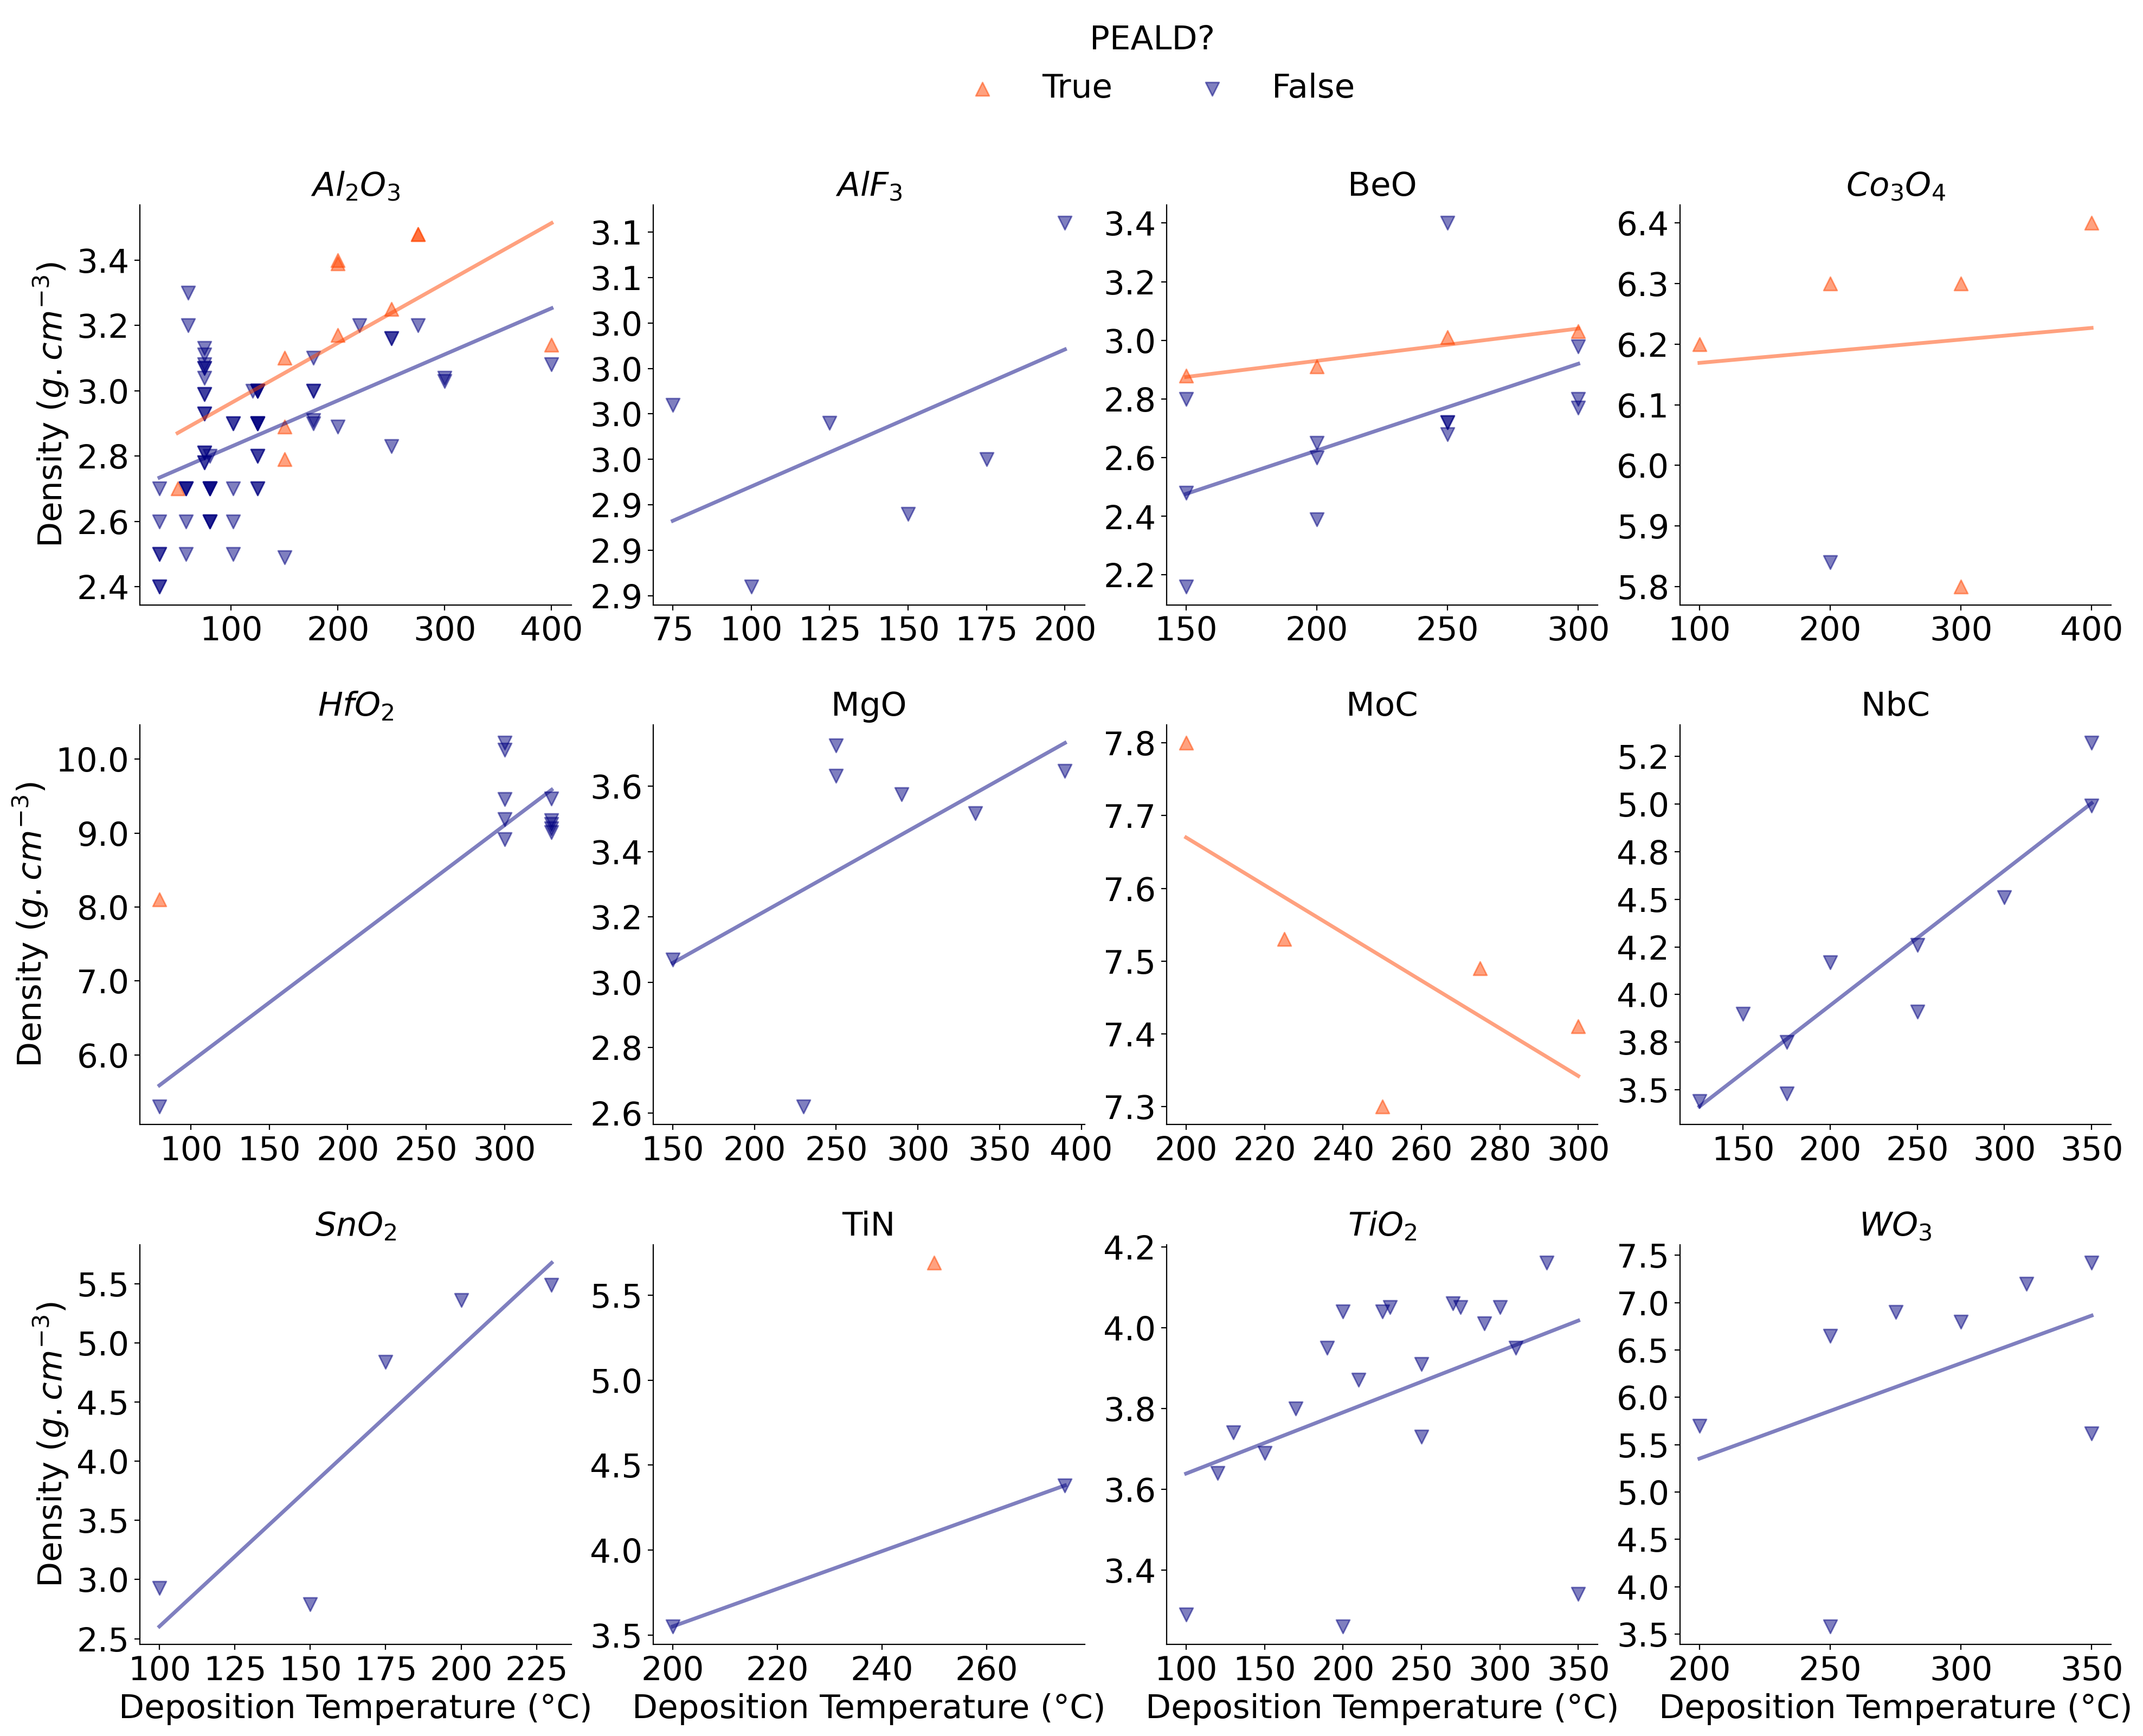 PEALD?
True False
Al₂O₃ AlF₃ BeO Co₃O₄
Density (g.cm⁻³)
3.4 3.2 3.0 2.8 2.6 2.4
100 200 300 400
3.1 3.1 3.0 3.0 3.0 3.0 2.9 2.9 2.9
75 100 125 150 175 200
3.4 3.2 3.0 2.8 2.6 2.4 2.2
150 200 250 300
6.4 6.3 6.2 6.1 6.0 5.9 5.8
100 200 300 400
HfO₂ MgO MoC NbC
Density (g.cm⁻³)
10.0 9.0 8.0 7.0 6.0
100 150 200 250 300
3.6 3.4 3.2 3.0 2.8 2.6
150 200 250 300 350 400
7.8 7.7 7.6 7.5 7.4 7.3
200 220 240 260 280 300
5.2 5.0 4.8 4.5 4.2 4.0 3.8 3.5
150 200 250 300 350
SnO₂ TiN TiO₂ WO₃
Density (g.cm⁻³)
5.5 5.0 4.5 4.0 3.5 3.0 2.5
100 125 150 175 200 225
5.5 5.0 4.5 4.0 3.5
200 220 240 260
4.2 4.0 3.8 3.6 3.4
100 150 200 250 300 350
7.5 7.0 6.5 6.0 5.5 5.0 4.5 4.0 3.5
200 250 300 350
Deposition Temperature (°C) Deposition Temperature (°C) Deposition Temperature (°C) Deposition Temperature (°C)